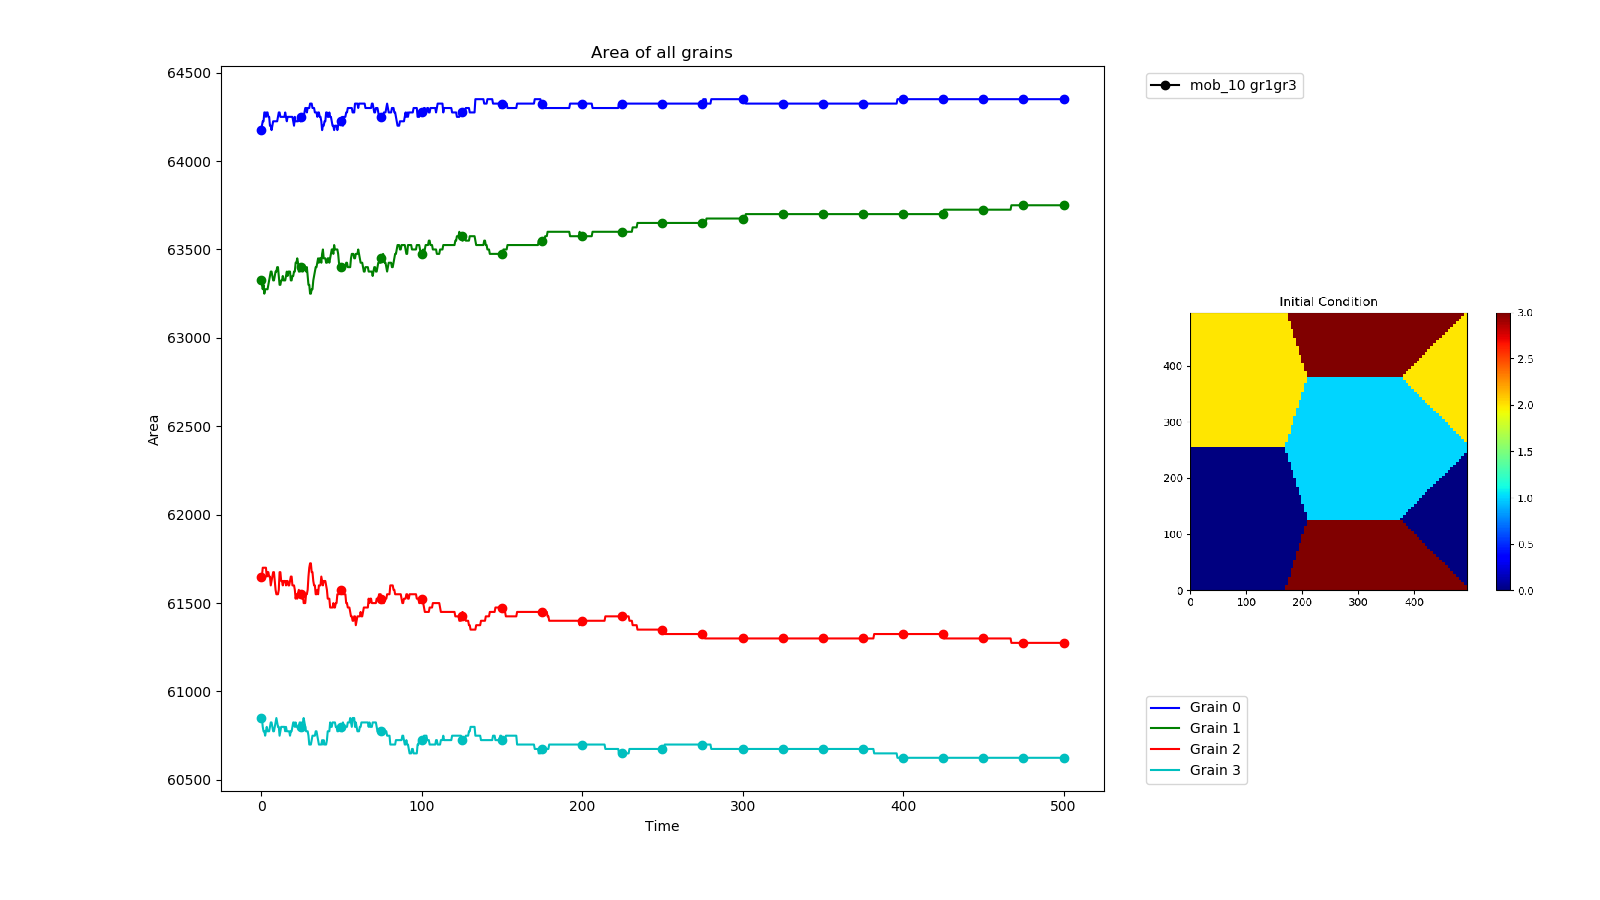 Area of all grains
64500
64000
63500
63000
62500
62000
61500
61000
60500
Area
0 100 200 300 400 500
Time
mob_10 gr1gr3
Initial Condition
400
300
200
100
0
0 100 200 300 400
3.0
2.5
2.0
1.5
1.0
0.5
0.0
Grain 0
Grain 1
Grain 2
Grain 3